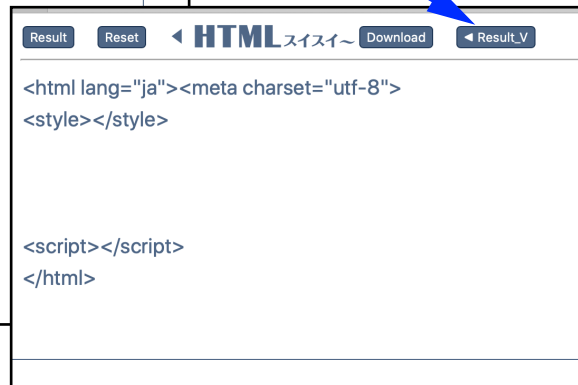 Result Reset ◀ HTMLスイスイ〜 Download ◀ Result_V
<html lang="ja"><meta charset="utf-8">
<style></style>
<script></script>
</html>